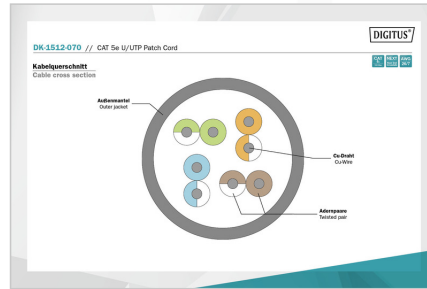 DIGITUS®
DK-1512-070 // CAT 5e U/UTP Patch Cord
Kabelquerschnitt
Cable cross section
Außenmantel
Outer jacket
Cu-Draht
Cu-Wire
Adernpaare
Twisted pair